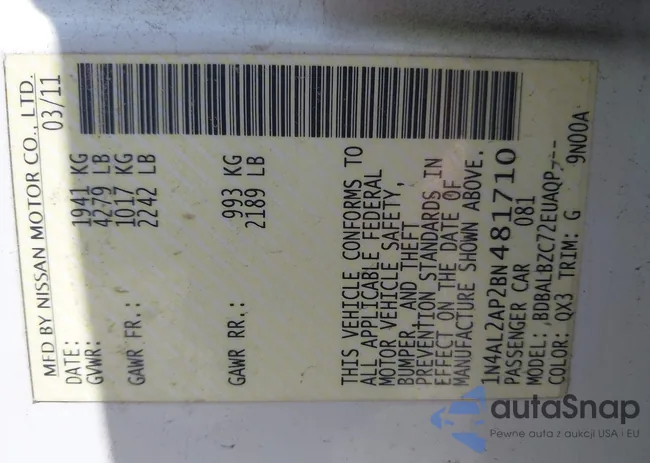 MFD BY NISSAN MOTOR CO., LTD.
DATE: 03/11
GVWR: 1941 KG
4279 LB
GAWR FR.: 1017 KG
2242 LB
GAWR RR.: 993 KG
2189 LB
THIS VEHICLE CONFORMS TO
ALL APPLICABLE FEDERAL
MOTOR VEHICLE SAFETY,
BUMPER, AND THEFT
PREVENTION STANDARDS IN
EFFECT ON THE DATE OF
MANUFACTURE SHOWN ABOVE.
1N4AL2AP2BN481710
PASSENGER CAR 081
MODEL: BDBALBZC72EUAQP---
COLOR: QX3 TRIM: G 9N00A
autaSnap
Pewne auta z aukcji USA i EU